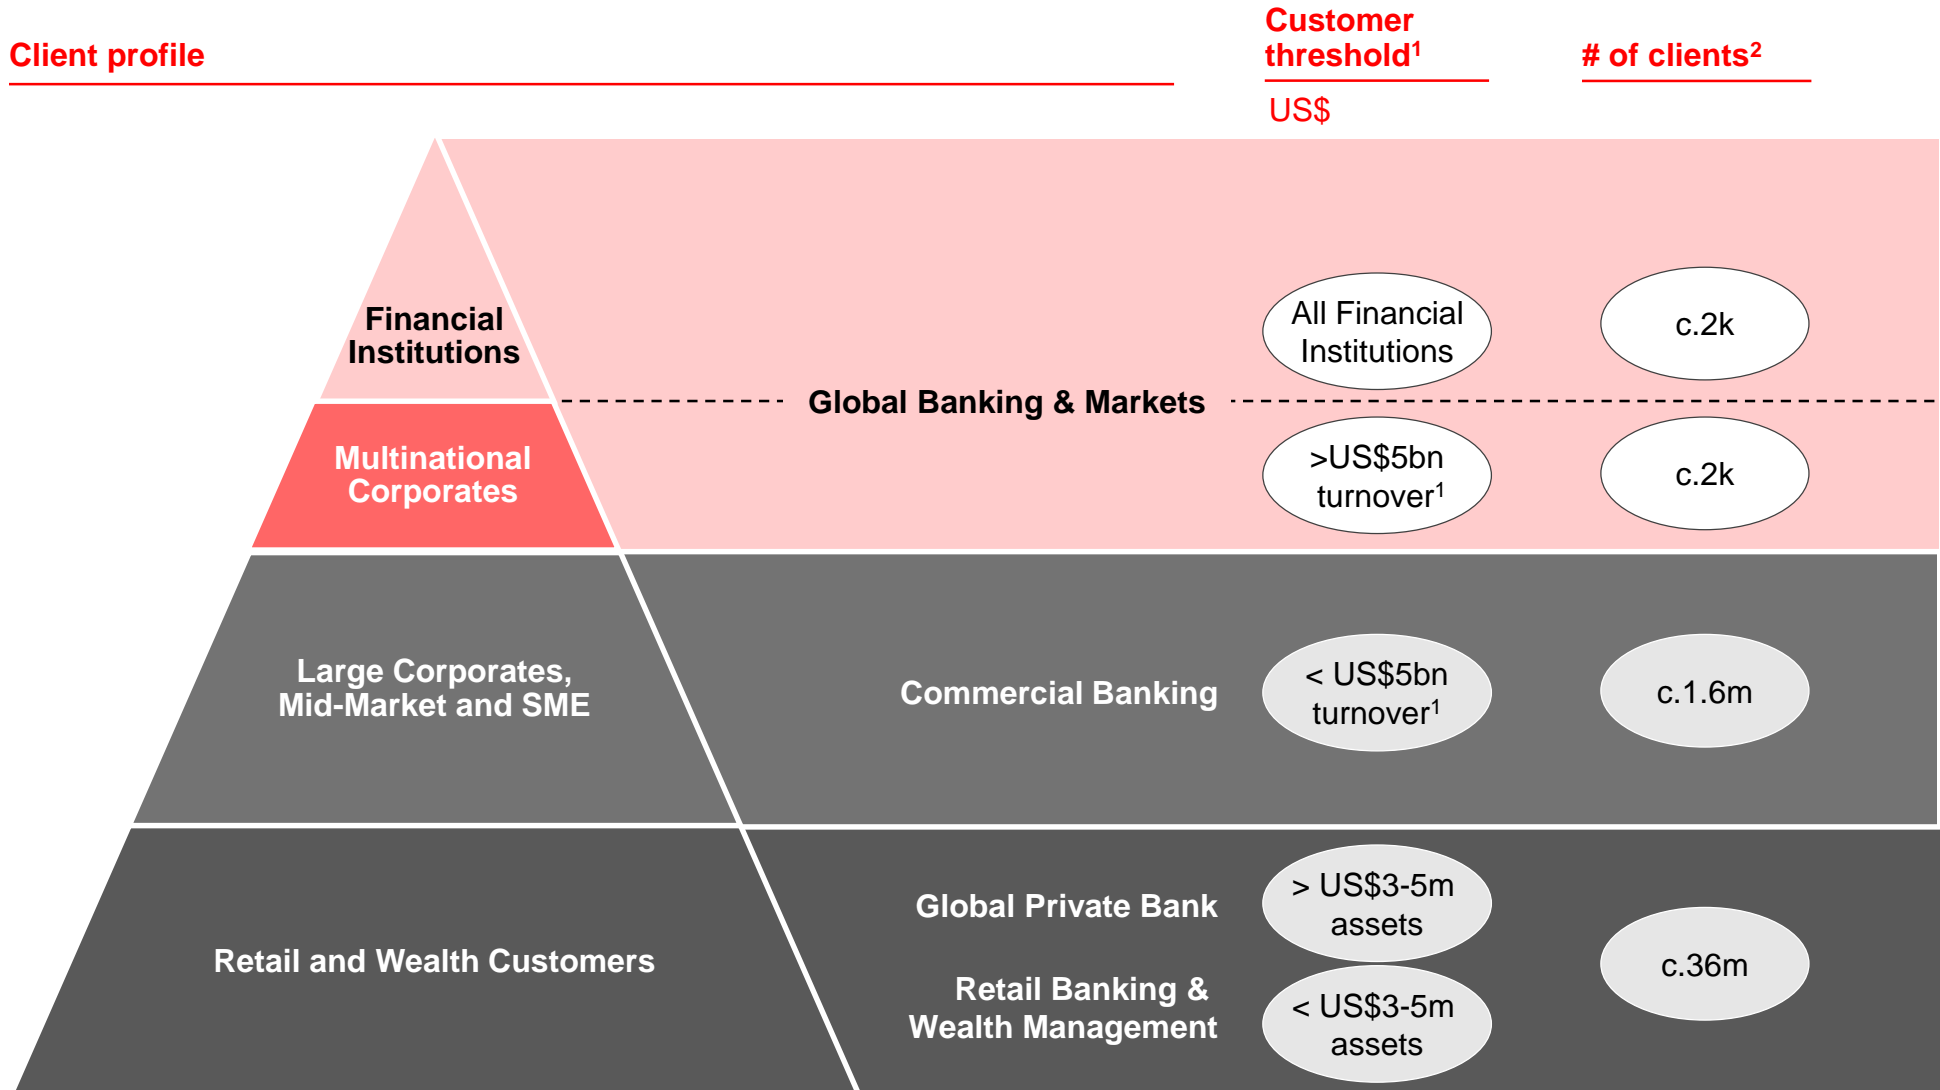 Client profile
Customer
threshold¹
# of clients²
US$
Financial
Institutions
All Financial
Institutions
c.2k
Global Banking & Markets
Multinational
Corporates
>US$5bn
turnover¹
c.2k
Large Corporates,
Mid-Market and SME
Commercial Banking
< US$5bn
turnover¹
c.1.6m
Retail and Wealth Customers
Global Private Bank
> US$3-5m
assets
Retail Banking &
Wealth Management
< US$3-5m
assets
c.36m